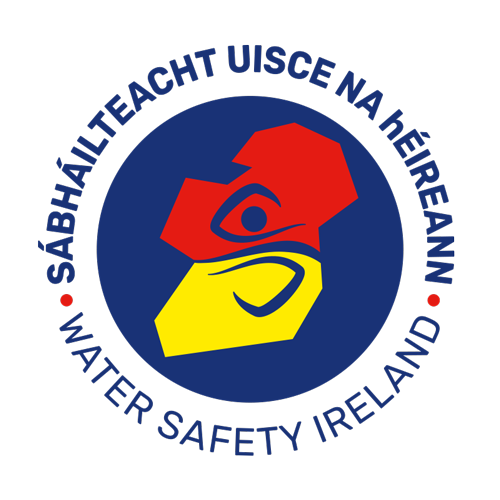 SÁBHÁILTEACHT UISCE NA hÉIREANN
WATER SAFETY IRELAND